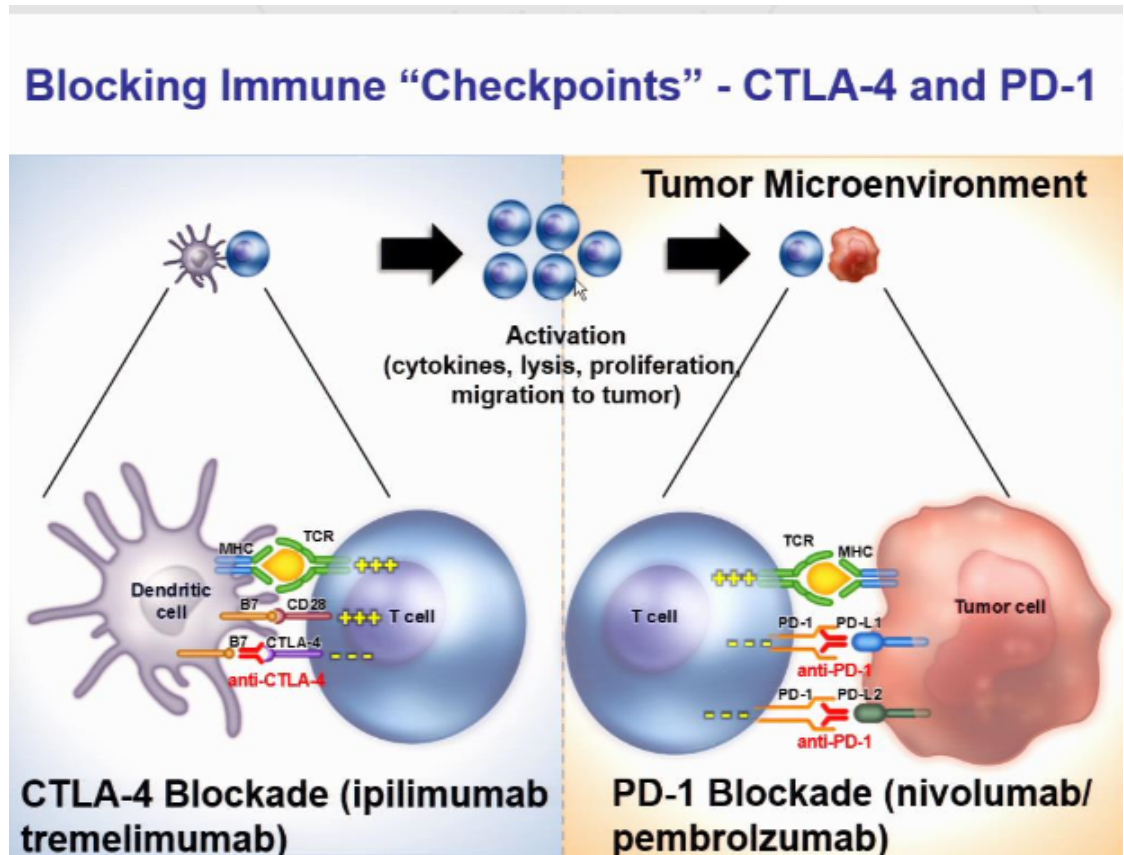 Blocking Immune “Checkpoints” - CTLA-4 and PD-1
Tumor Microenvironment
Activation
(cytokines, lysis, proliferation,
migration to tumor)
MHC
TCR
+++
Dendritic
cell
B7
CD28
+++
T cell
B7
CTLA-4
---
anti-CTLA-4
TCR
MHC
+++
T cell
Tumor cell
PD-1
PD-L1
---
anti-PD-1
PD-1
PD-L2
---
anti-PD-1
CTLA-4 Blockade (ipilimumab
tremelimumab)
PD-1 Blockade (nivolumab/
pembrolzumab)